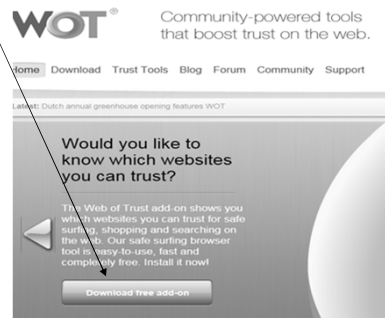 WOT®
Community-powered tools
that boost trust on the web.
Home Download Trust Tools Blog Forum Community Support
Latest: Dutch annual greenhouse opening features WOT
Would you like to
know which websites
you can trust?
The Web of Trust add-on shows you
which websites you can trust for safe
surfing, shopping and searching on
the web. Our safe surfing browser
tool is easy-to-use, fast and
completely free. Install it now!
Download free add-on